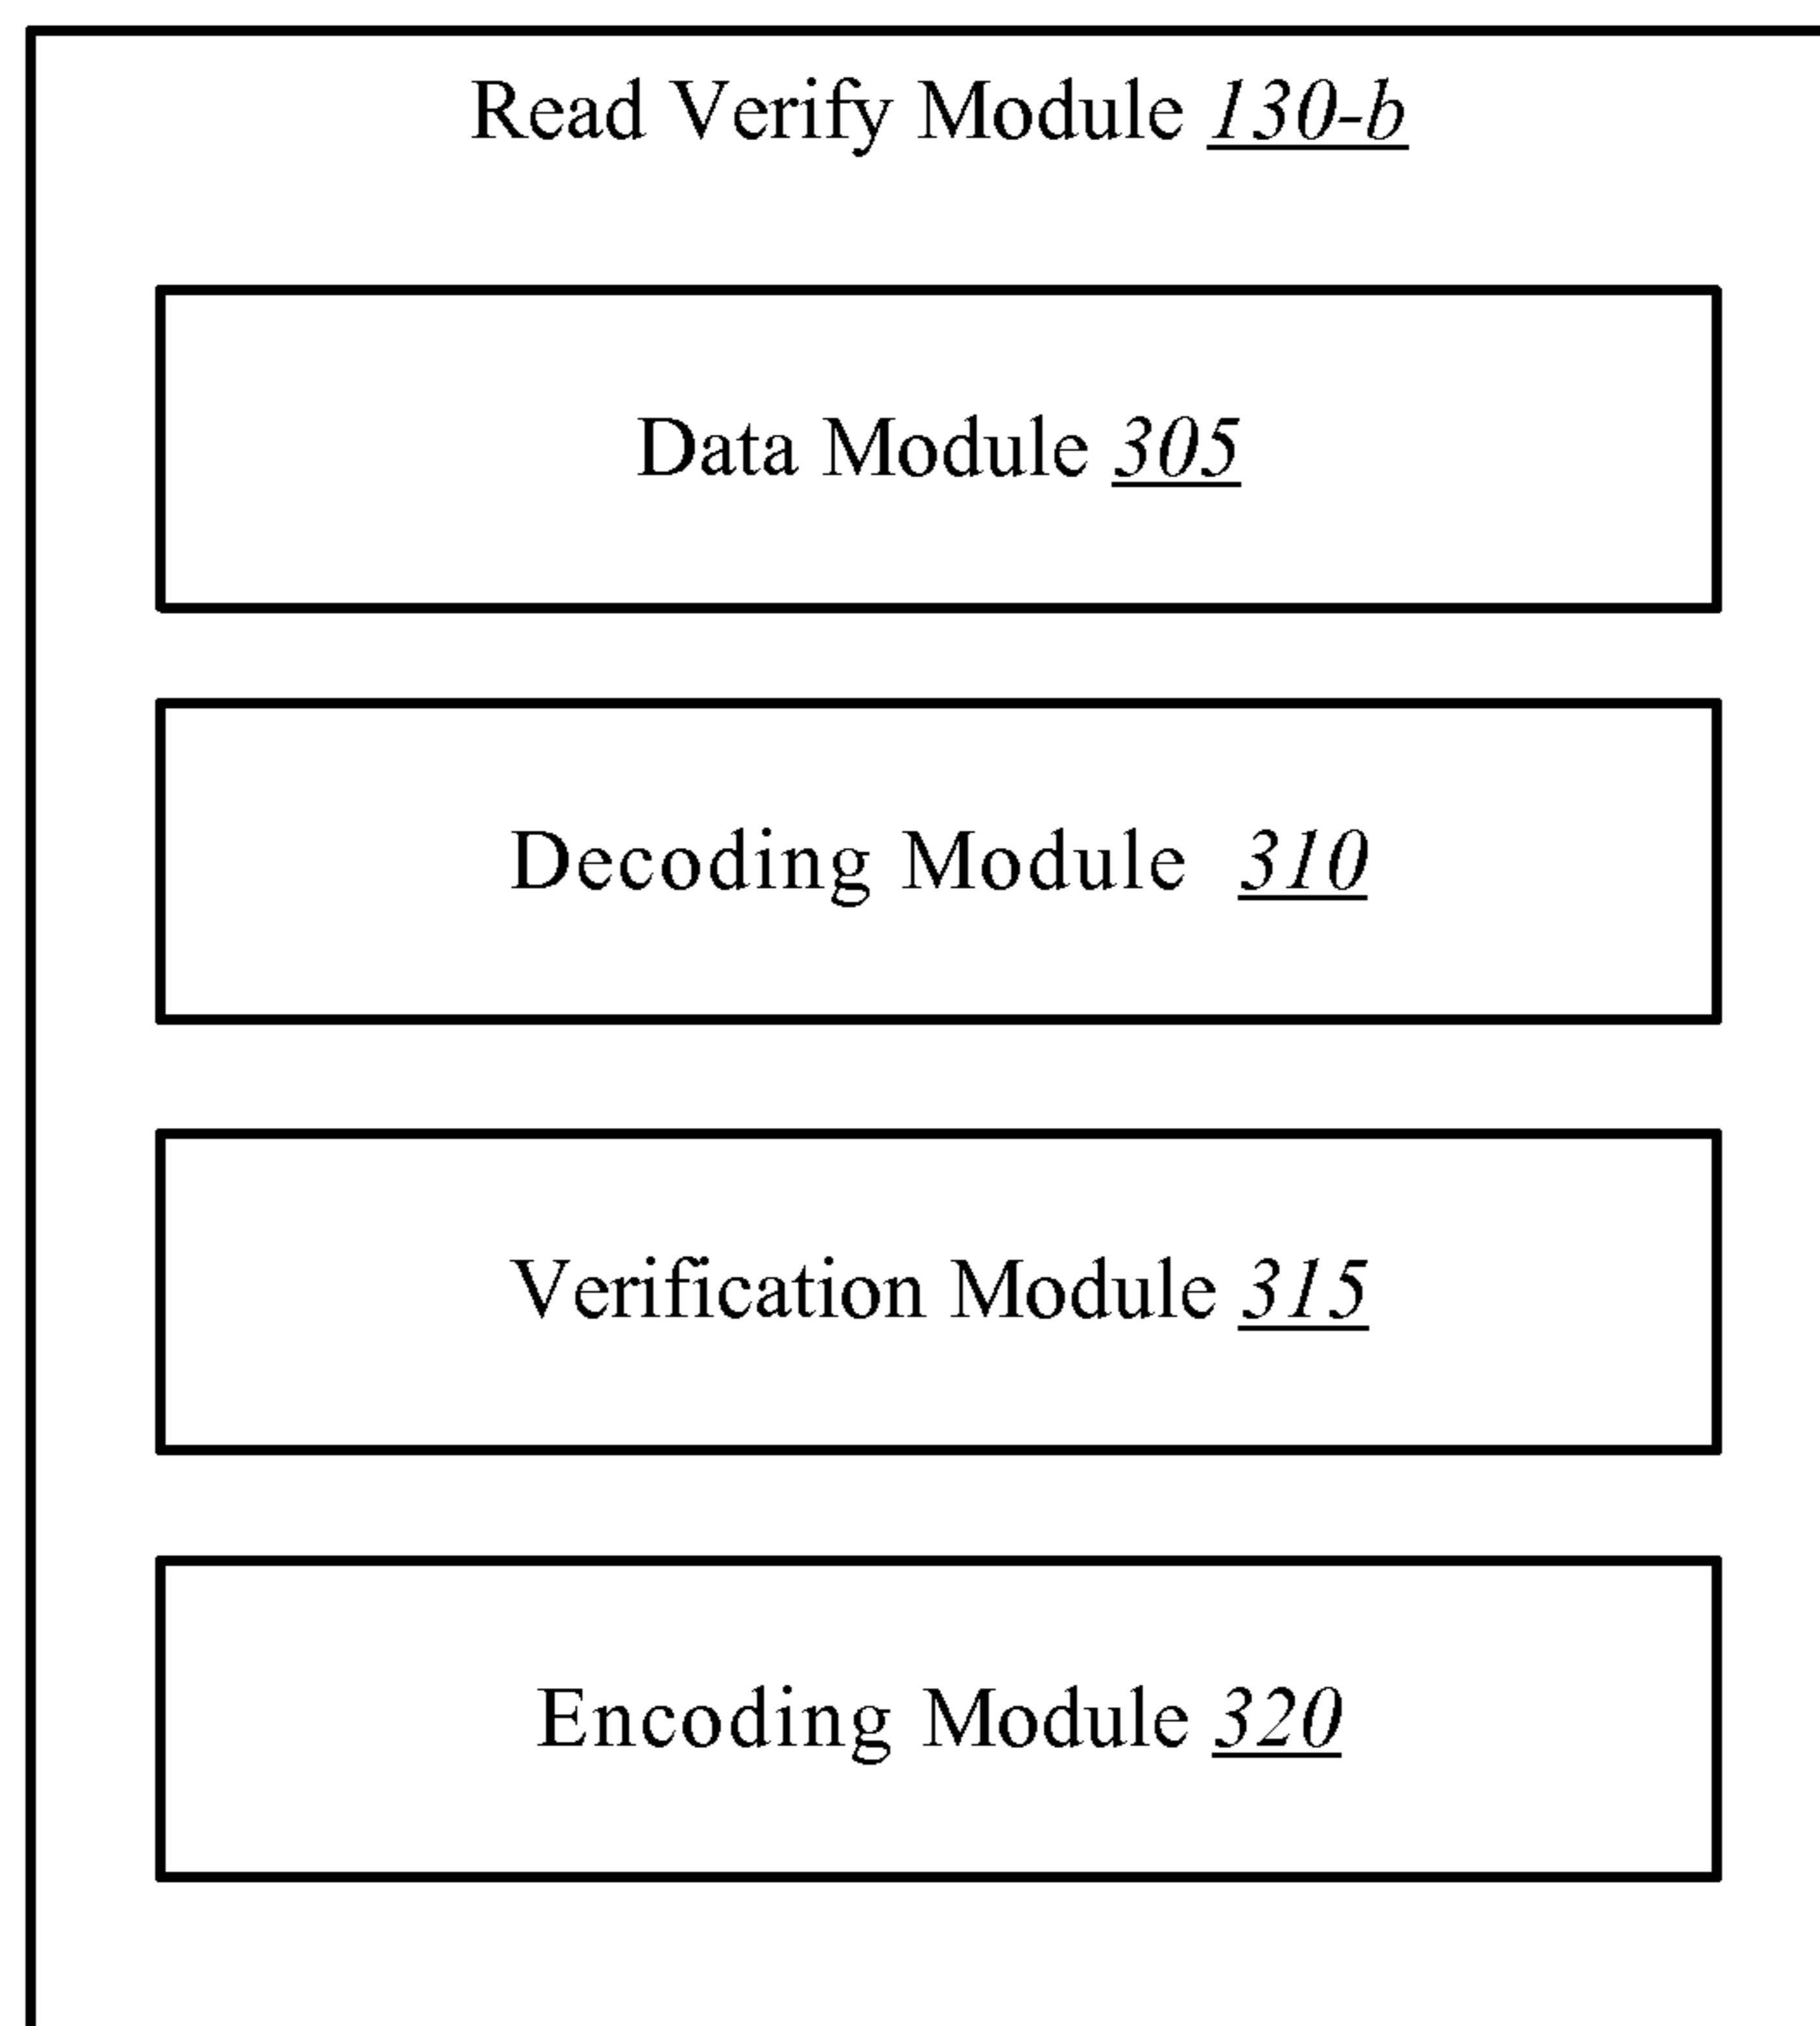 Read Verify Module 130-b
Data Module 305
Decoding Module 310
Verification Module 315
Encoding Module 320